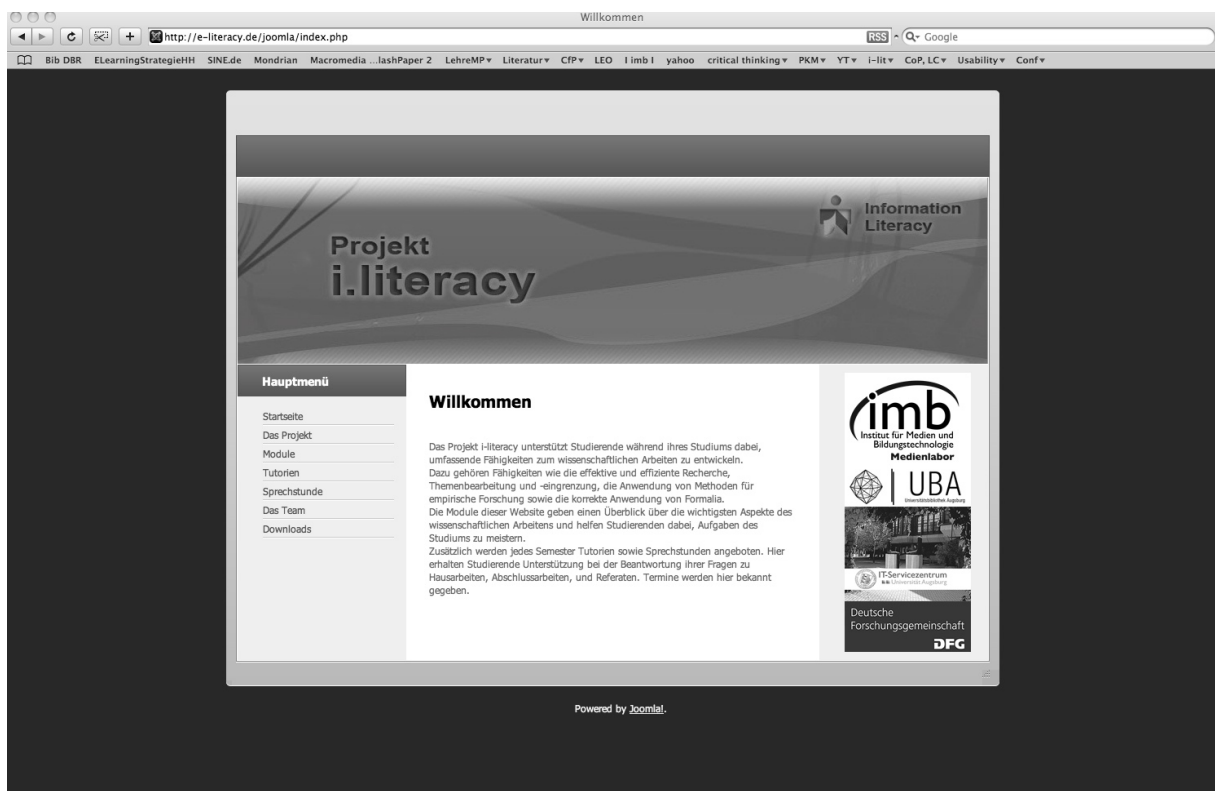 Willkommen
http://e-literacy.de/joomla/index.php
RSS
Google
Bib DBR ELearningStrategieHH SINE.de Mondrian Macromedia ...lashPaper 2 LehreMP Literatur CfP LEO I imb I yahoo critical thinking PKM YT i-lit CoP, LC Usability Conf
Information
Literacy
Projekt
i.literacy
Hauptmenü
Startseite
Das Projekt
Module
Tutorien
Sprechstunde
Das Team
Downloads
Willkommen
Das Projekt i-literacy unterstützt Studierende während ihres Studiums dabei,
umfassende Fähigkeiten zum wissenschaftlichen Arbeiten zu entwickeln.
Dazu gehören Fähigkeiten wie die effektive und effiziente Recherche,
Themenbearbeitung und -eingrenzung, die Anwendung von Methoden für
empirische Forschung sowie die korrekte Anwendung von Formalia.
Die Module dieser Website geben einen Überblick über die wichtigsten Aspekte des
wissenschaftlichen Arbeitens und helfen Studierenden dabei, Aufgaben des
Studiums zu meistern.
Zusätzlich werden jedes Semester Tutorien sowie Sprechstunden angeboten. Hier
erhalten Studierende Unterstützung bei der Beantwortung ihrer Fragen zu
Hausarbeiten, Abschlussarbeiten, und Referaten. Termine werden hier bekannt
gegeben.
imb
Institut für Medien und
Bildungstechnologie
Medienlabor
UBA
Universitätsbibliothek Augsburg
IT-Servicezentrum
Universität Augsburg
Deutsche
Forschungsgemeinschaft
DFG
Powered by Joomla!.